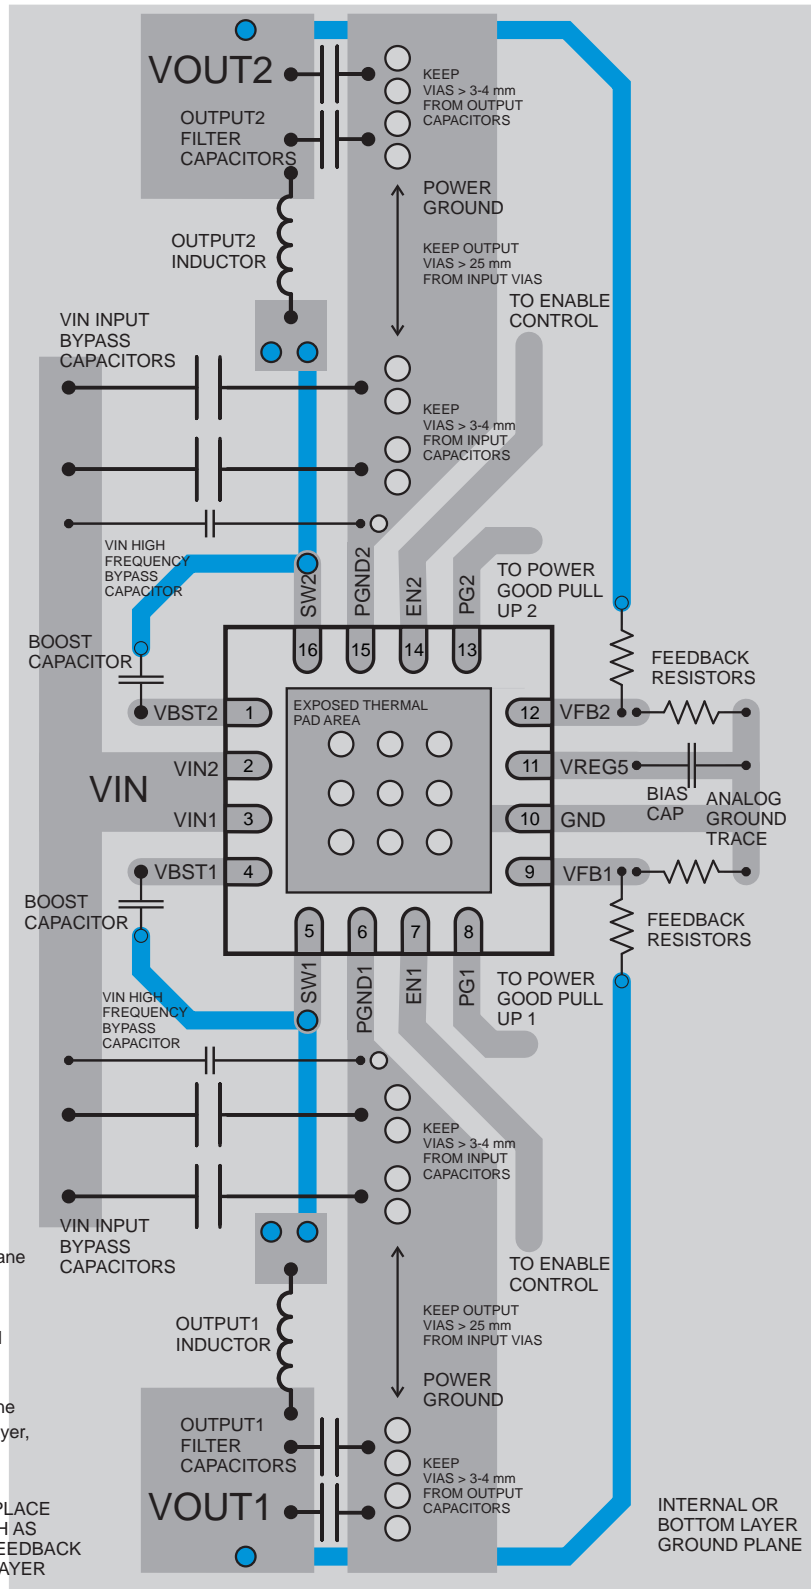 VOUT2
KEEP
VIAS > 3-4 mm
FROM OUTPUT
CAPACITORS
OUTPUT2
FILTER
CAPACITORS
POWER
GROUND
OUTPUT2
INDUCTOR
KEEP OUTPUT
VIAS > 25 mm
FROM INPUT VIAS
TO ENABLE
CONTROL
VIN INPUT
BYPASS
CAPACITORS
KEEP
VIAS > 3-4 mm
FROM INPUT
CAPACITORS
VIN HIGH
FREQUENCY
BYPASS
CAPACITOR
SW2
PGND2
EN2
PG2
TO POWER
GOOD PULL
UP 2
BOOST
CAPACITOR
16
15
14
13
FEEDBACK
RESISTORS
VBST2
1
EXPOSED THERMAL
PAD AREA
12
VFB2
VIN
VIN2
2
11
VREG5
BIAS
CAP
ANALOG
GROUND
TRACE
VIN1
3
10
GND
VBST1
4
9
VFB1
BOOST
CAPACITOR
5
6
7
8
FEEDBACK
RESISTORS
SW1
PGND1
EN1
PG1
TO POWER
GOOD PULL
UP 1
VIN HIGH
FREQUENCY
BYPASS
CAPACITOR
KEEP
VIAS > 3-4 mm
FROM INPUT
CAPACITORS
VIN INPUT
BYPASS
CAPACITORS
TO ENABLE
CONTROL
OUTPUT1
INDUCTOR
KEEP OUTPUT
VIAS > 25 mm
FROM INPUT VIAS
POWER
GROUND
OUTPUT1
FILTER
CAPACITORS
KEEP
VIAS > 3-4 mm
FROM OUTPUT
CAPACITORS
VOUT1
PLACE
AS
INTERNAL OR
BOTTOM LAYER
GROUND PLANE